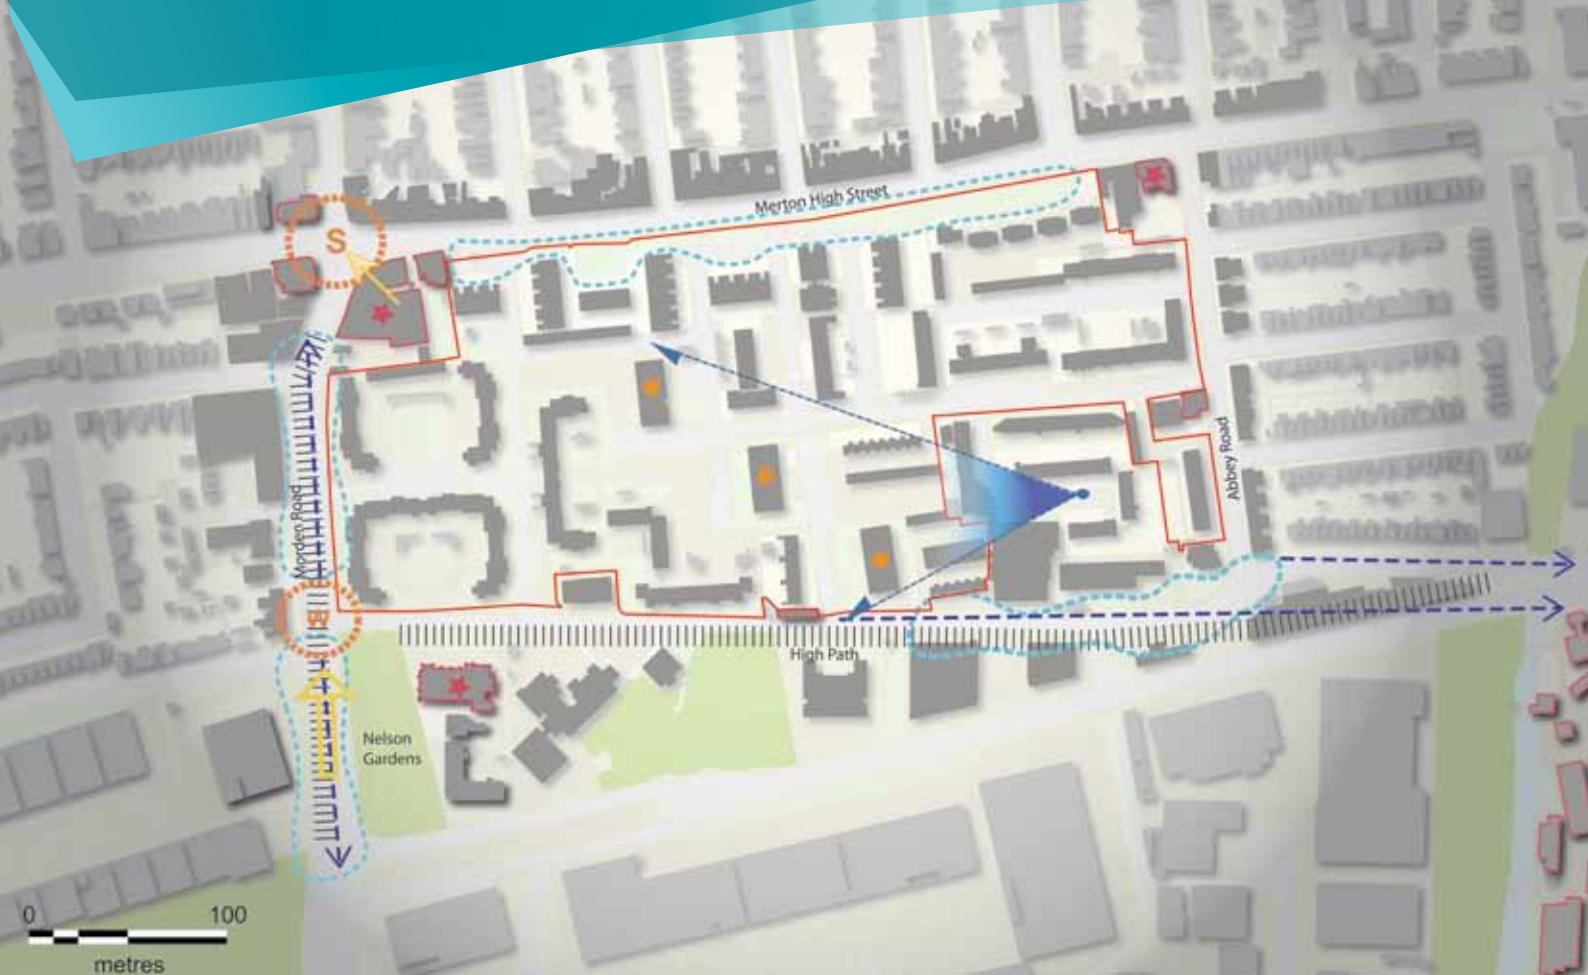 Merton High Street
S
Morden Road
Abbey Road
High Path
Nelson
Gardens
0 100
metres